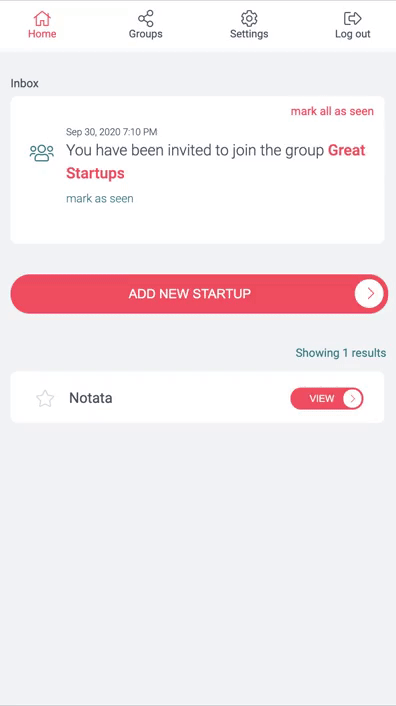 Home Groups Settings Log out
Inbox
mark all as seen
Sep 30, 2020 7:10 PM
You have been invited to join the group Great
Startups
mark as seen
ADD NEW STARTUP
Showing 1 results
Notata VIEW